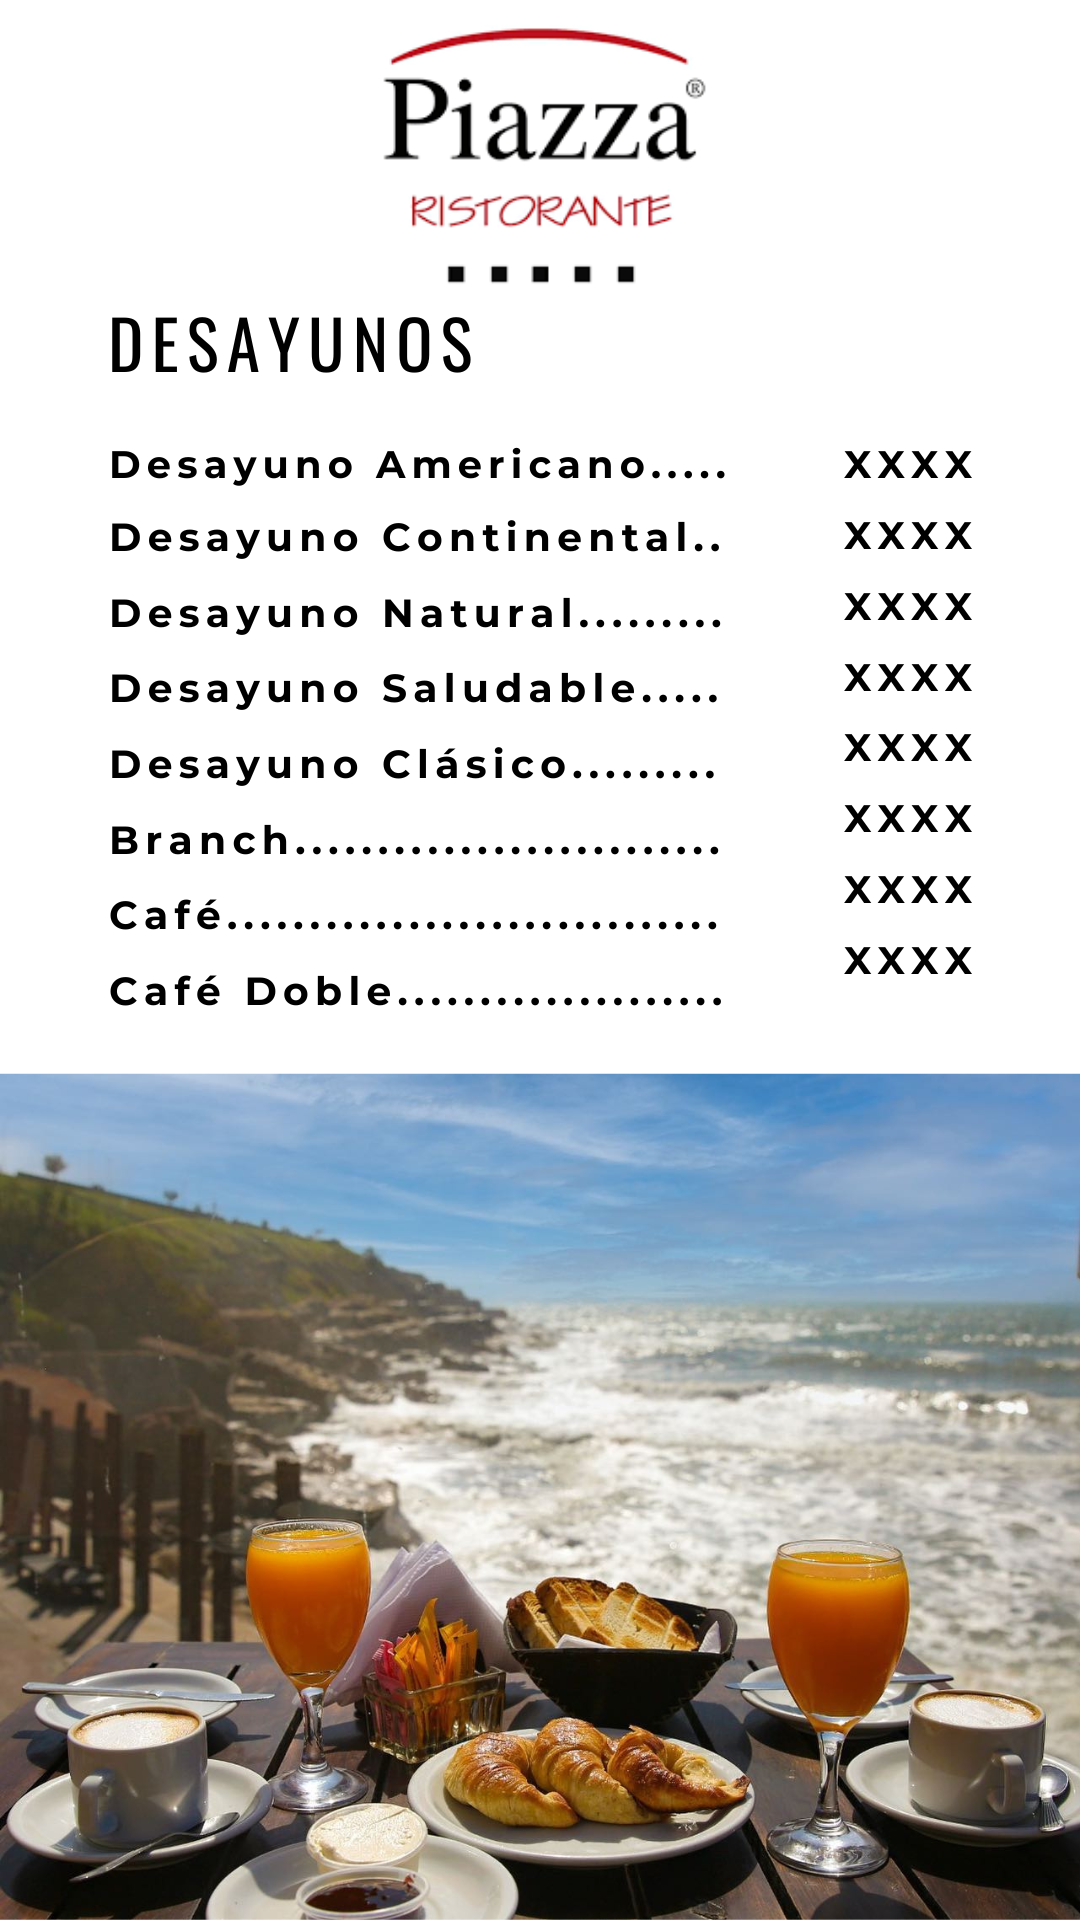 Piazza®
RISTORANTE
DESAYUNOS
Desayuno Americano..... XXXX
Desayuno Continental.. XXXX
Desayuno Natural......... XXXX
Desayuno Saludable..... XXXX
Desayuno Clásico......... XXXX
Branch.......................... XXXX
Café.............................. XXXX
Café Doble.................... XXXX